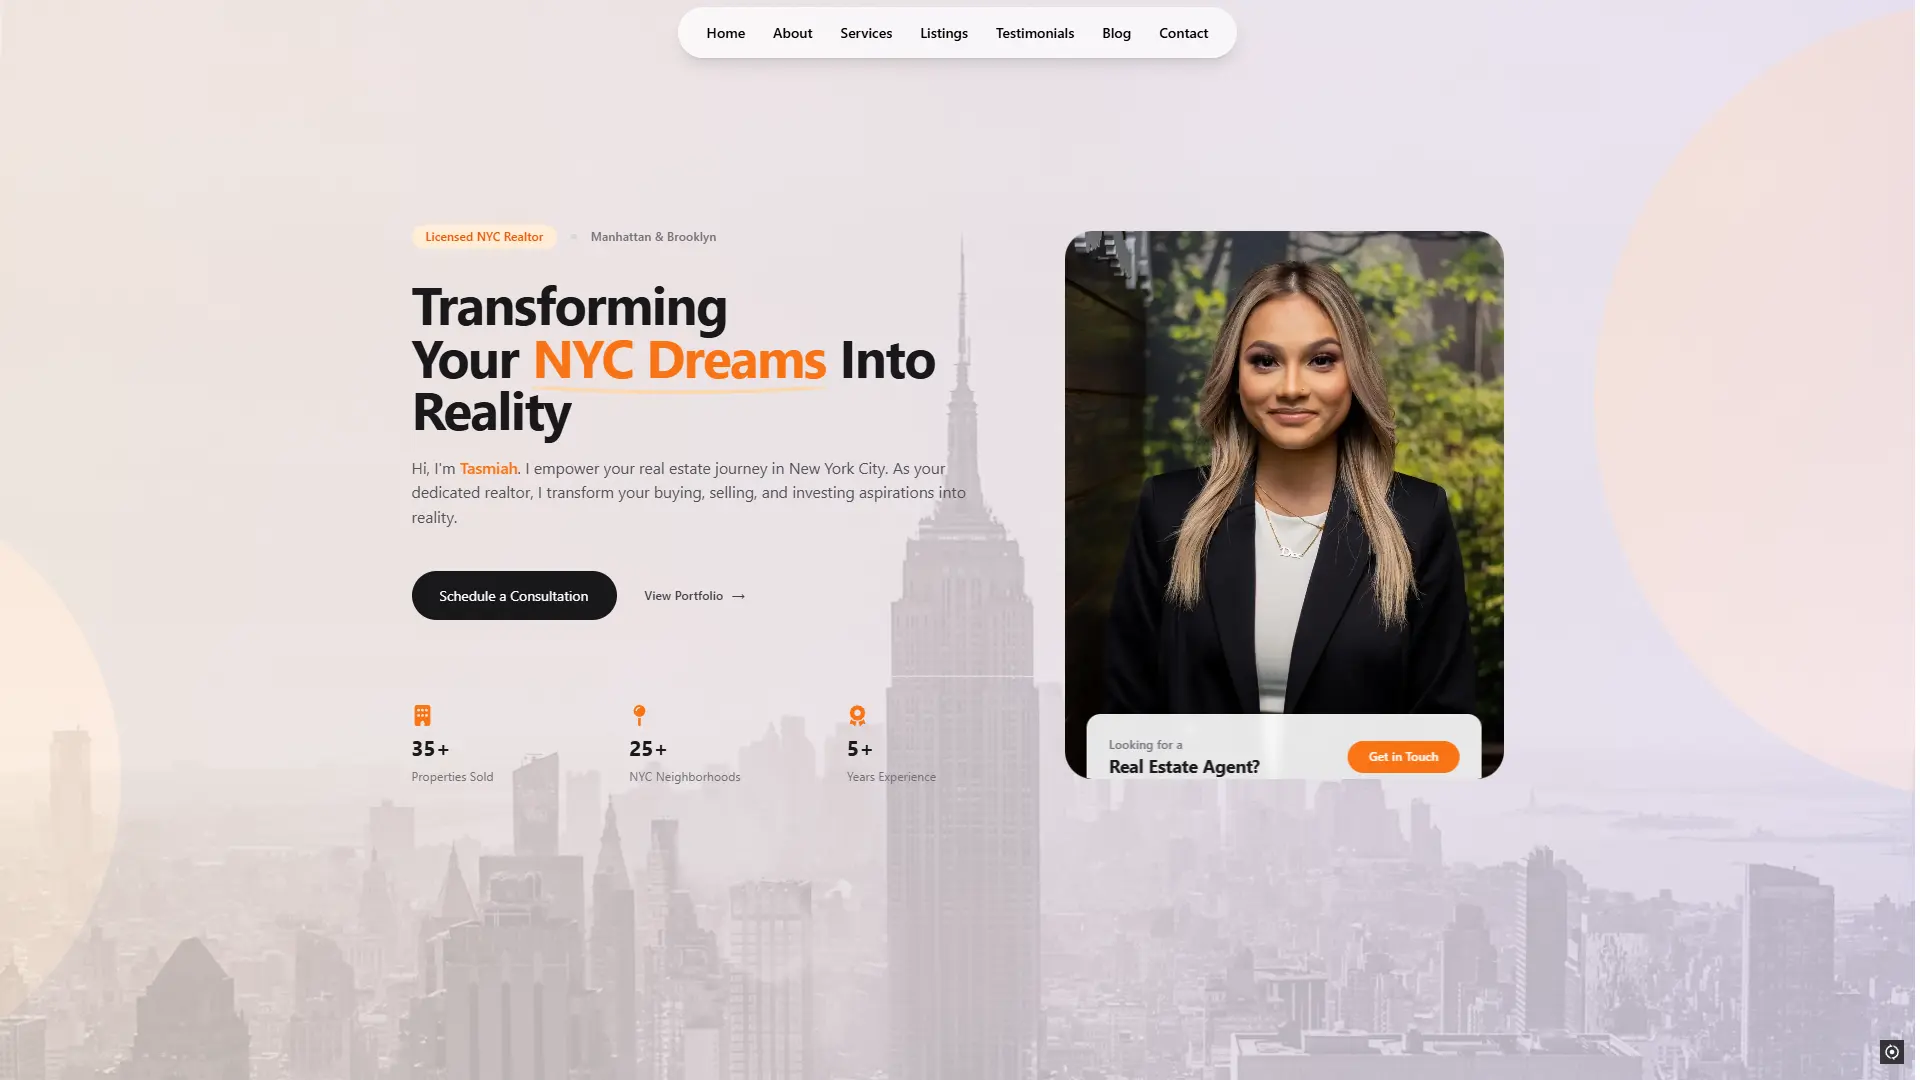 Home About Services Listings Testimonials Blog Contact
Licensed NYC Realtor
Manhattan & Brooklyn
Transforming
Your NYC Dreams Into
Reality
Hi, I'm Tasmiah. I empower your real estate journey in New York City. As your
dedicated realtor, I transform your buying, selling, and investing aspirations into
reality.
Schedule a Consultation
View Portfolio →
35+
Properties Sold
25+
NYC Neighborhoods
5+
Years Experience
Looking for a
Real Estate Agent?
Get in Touch